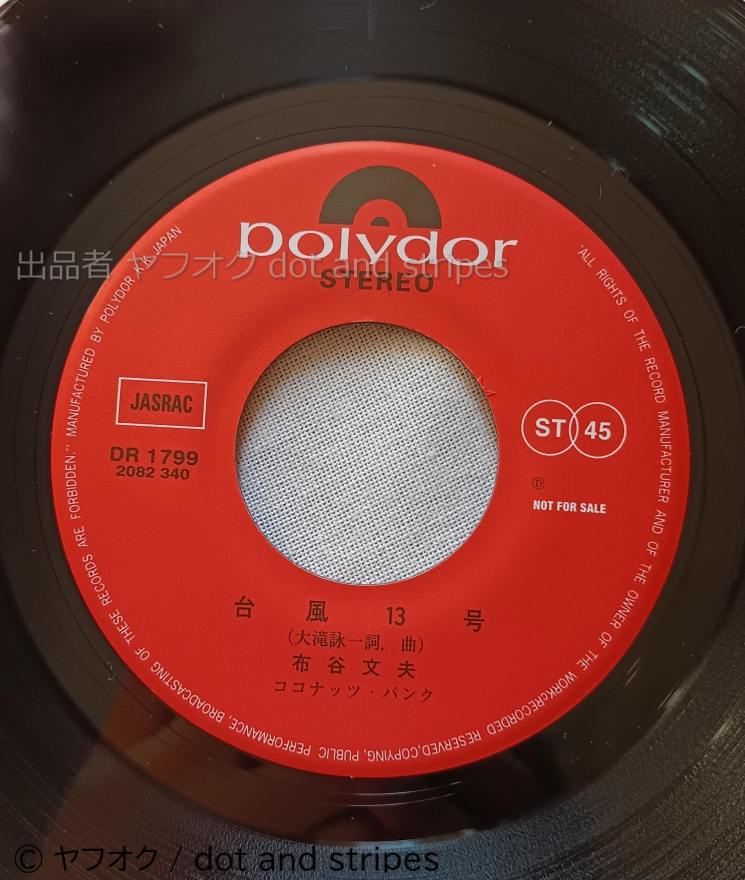 polydor
STEREO
出品者 ヤフオク dot and stripes
JASRAC
DR 1799
2082 340
ST 45
Ⓓ
NOT FOR SALE
台風13号
(大滝詠一詞, 曲)
布谷文夫
ココナッツ・バンク
"ALL RIGHTS OF THE RECORD MANUFACTURER AND OF THE OWNER OF THE WORK RECORDED RESERVED.COPYING, PUBLIC PERFORMANCE, BROADCASTING OF THESE RECORDS ARE FORBIDDEN." MANUFACTURED BY POLYDOR K.K. JAPAN
© ヤフオク / dot and stripes